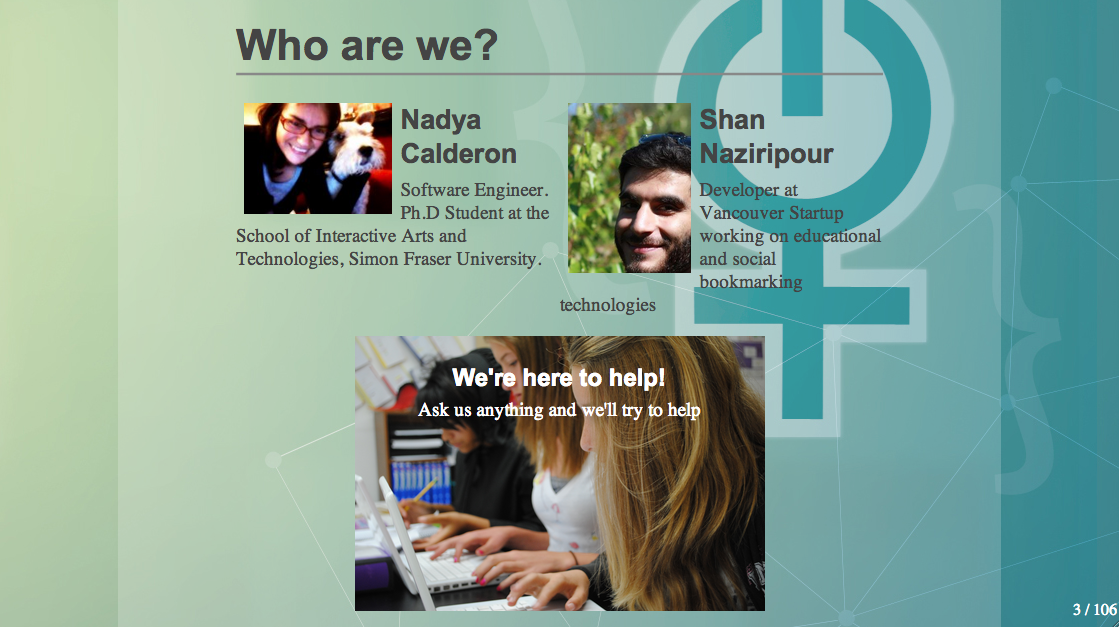 Who are we?
Nadya
Calderon
Software Engineer.
Ph.D Student at the
School of Interactive Arts and
Technologies, Simon Fraser University.
Shan
Naziripour
Developer at
Vancouver Startup
working on educational
and social
bookmarking
technologies
We're here to help!
Ask us anything and we'll try to help
3 / 106